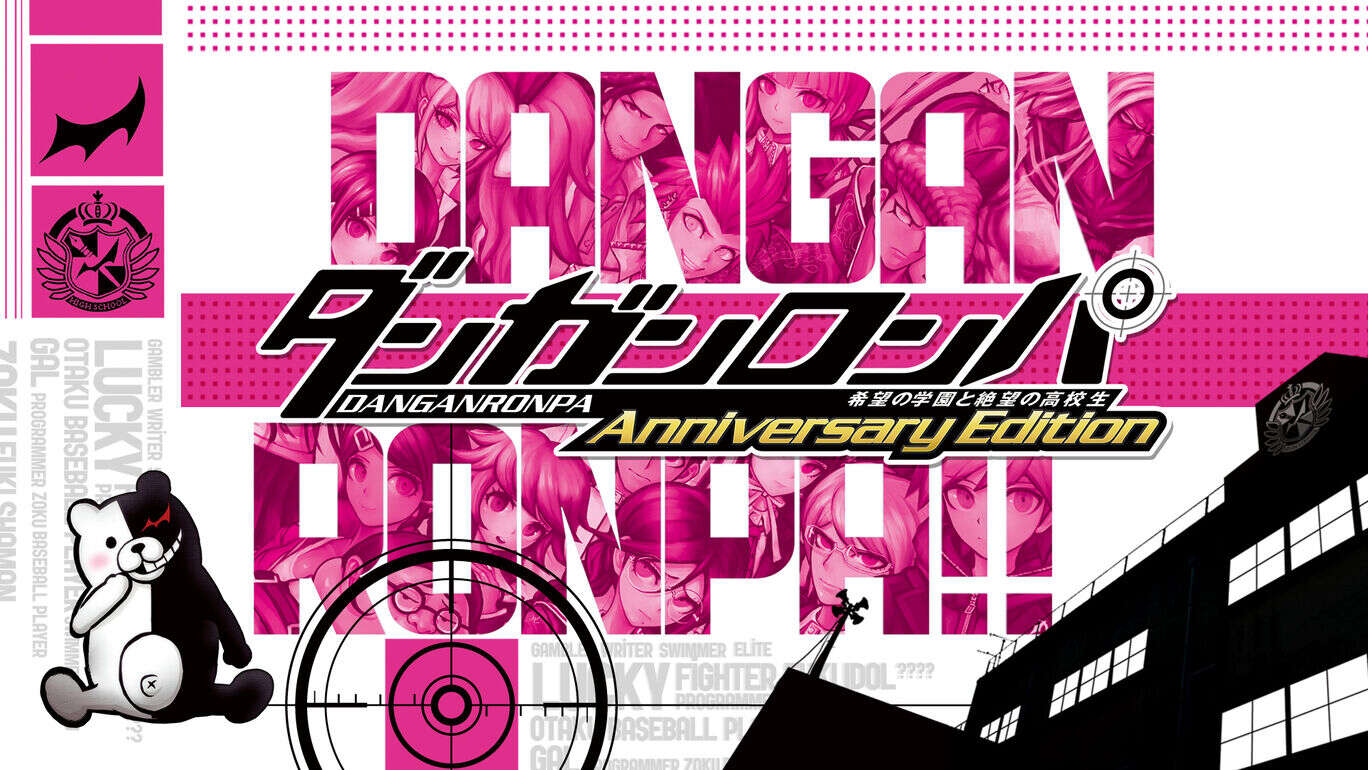 DANGAN
ダンガンロンパ
DANGANRONPA
希望の学園と絶望の高校生
Anniversary Edition
RONPA!!
HIGH SCHOOL
GAMBLER WRITER
LUCKY
OTAKU BASEBALL PLAYER
GAL PROGRAMMER ZOKU BASEBALL PLAYER
GAMBLER WRITER SWIMMER ELITE
LUCKY FIGHTER ????
PROGRAMMER
OTAKU BASEBALL
GAL PROGRAMMER ZOKU
??